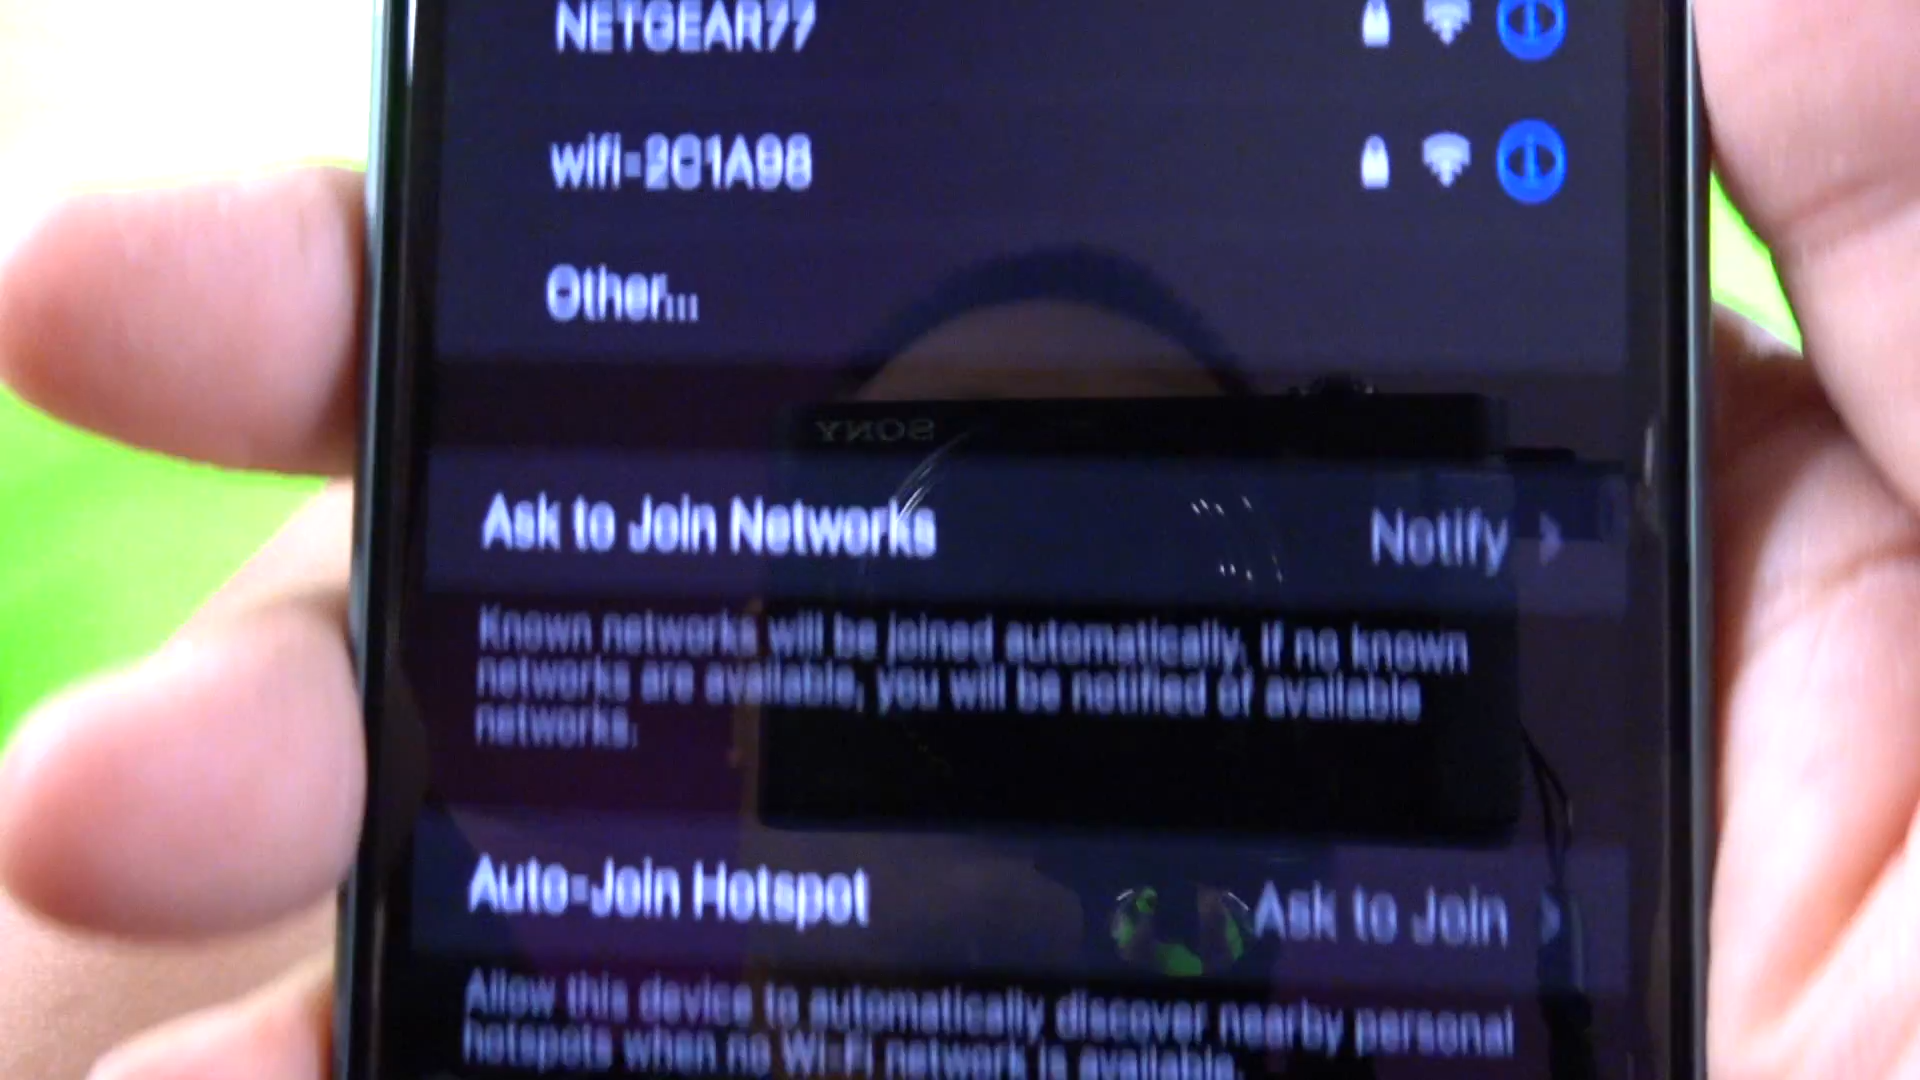 NETGEAR77
Other...
SONY
Ask to Join Networks
Notify
Known networks will be joined automatically. If no known
networks are available, you will be notified of available
networks.
Auto-Join Hotspot
Ask to Join
Allow this device to automatically discover nearby personal
hotspots when no Wi-Fi network is available.